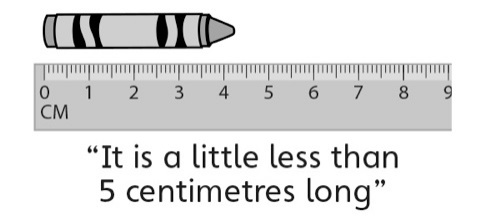 0 1 2 3 4 5 6 7 8 9
CM
“It is a little less than
5 centimetres long”